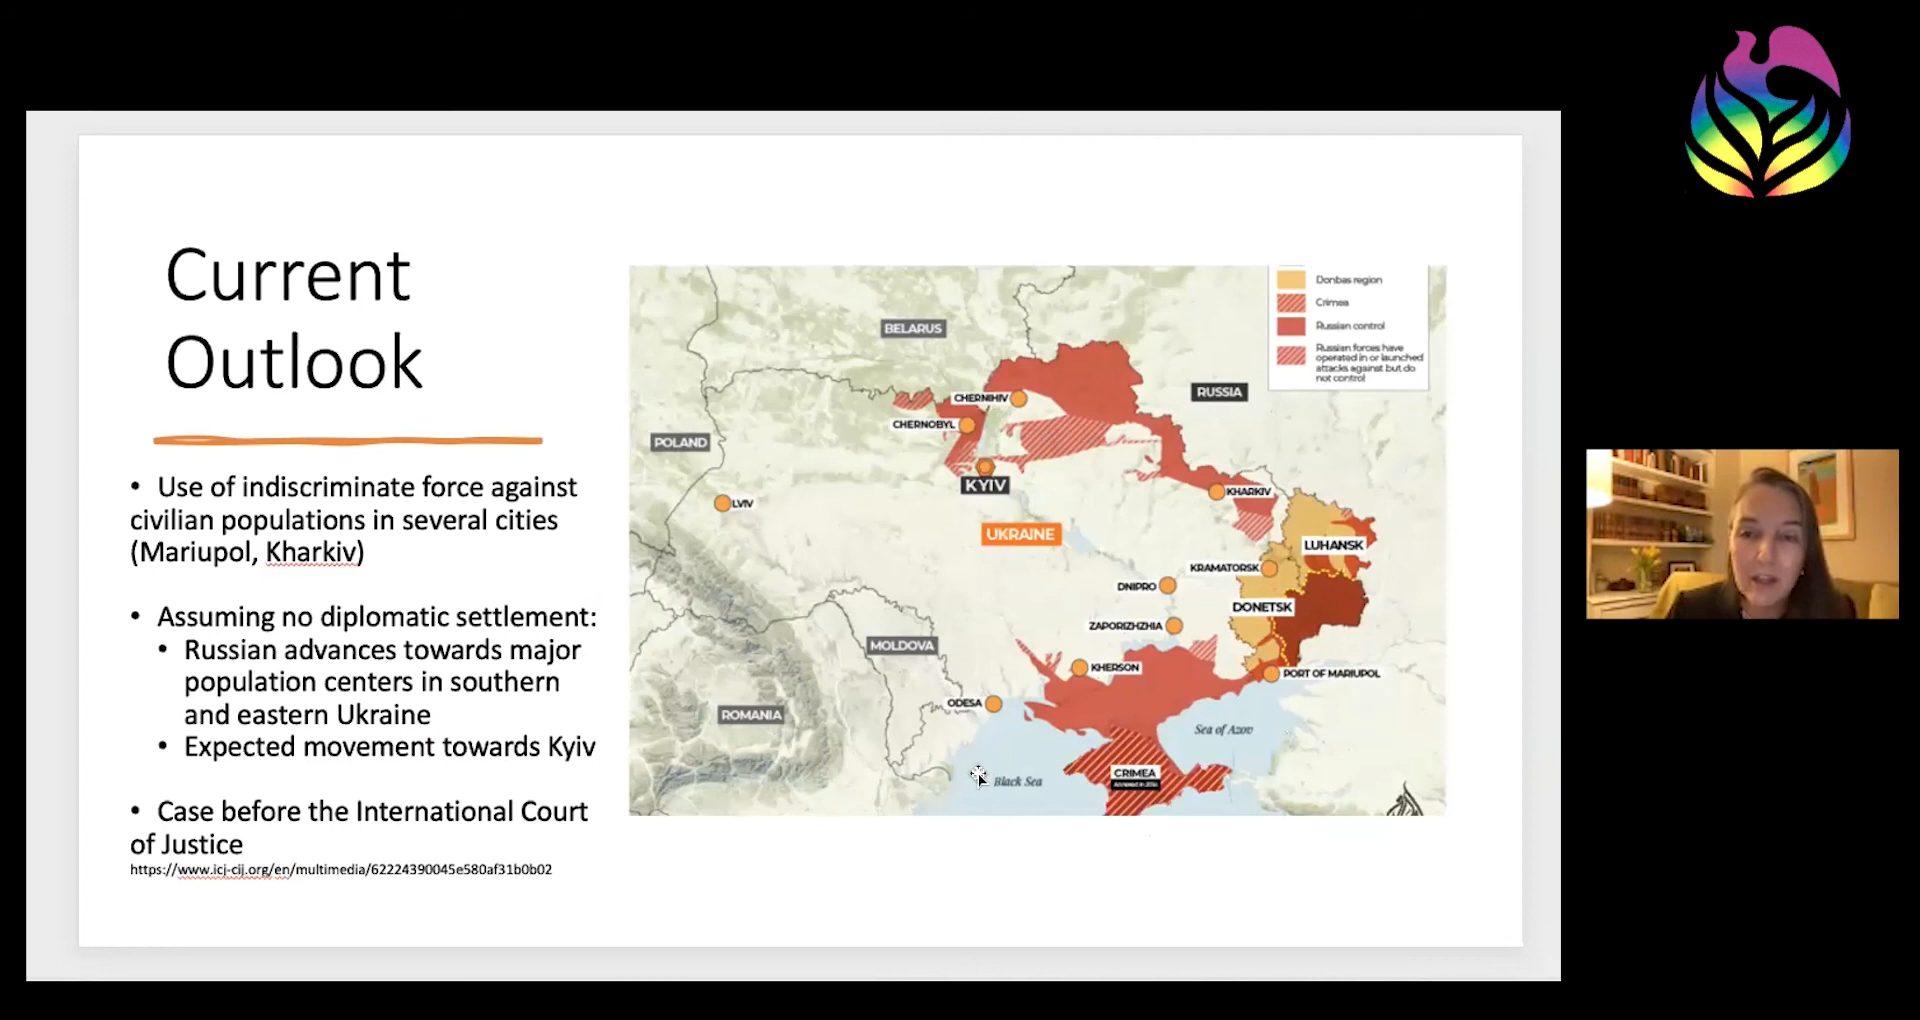 Current
Outlook
• Use of indiscriminate force against
civilian populations in several cities
(Mariupol, Kharkiv)
• Assuming no diplomatic settlement:
• Russian advances towards major
population centers in southern
and eastern Ukraine
• Expected movement towards Kyiv
• Case before the International Court
of Justice
https://www.icj-cij.org/en/multimedia/62224390045e580af31b0b02
Donbas region
Crimea
Russian control
Russian forces have
operated in or launched
attacks against but do
not control
BELARUS
RUSSIA
CHERNIHIV
CHERNOBYL
POLAND
KYIV
LVIV
KHARKIV
UKRAINE
LUHANSK
KRAMATORSK
DNIPRO
DONETSK
ZAPORIZHZHIA
MOLDOVA
KHERSON
PORT OF MARIUPOL
ODESA
ROMANIA
Sea of Azov
CRIMEA
Black Sea